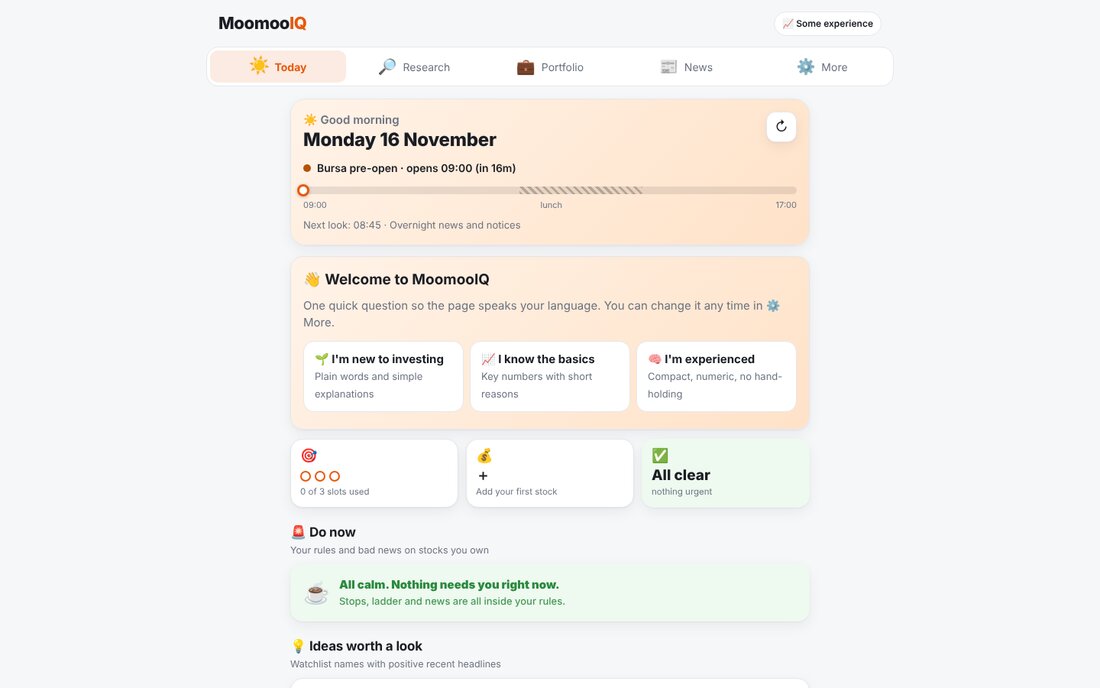 MoomooIQ
📈 Some experience
☀️ Today
🔎 Research
💼 Portfolio
📰 News
⚙️ More
☀️ Good morning
Monday 16 November
Bursa pre-open · opens 09:00 (in 16m)
09:00
lunch
17:00
Next look: 08:45 · Overnight news and notices
👋 Welcome to MoomooIQ
One quick question so the page speaks your language. You can change it any time in ⚙️
More.
🌱 I'm new to investing
Plain words and simple
explanations
📈 I know the basics
Key numbers with short
reasons
🧠 I'm experienced
Compact, numeric, no hand-
holding
0 of 3 slots used
+
Add your first stock
All clear
nothing urgent
🚨 Do now
Your rules and bad news on stocks you own
All calm. Nothing needs you right now.
Stops, ladder and news are all inside your rules.
💡 Ideas worth a look
Watchlist names with positive recent headlines